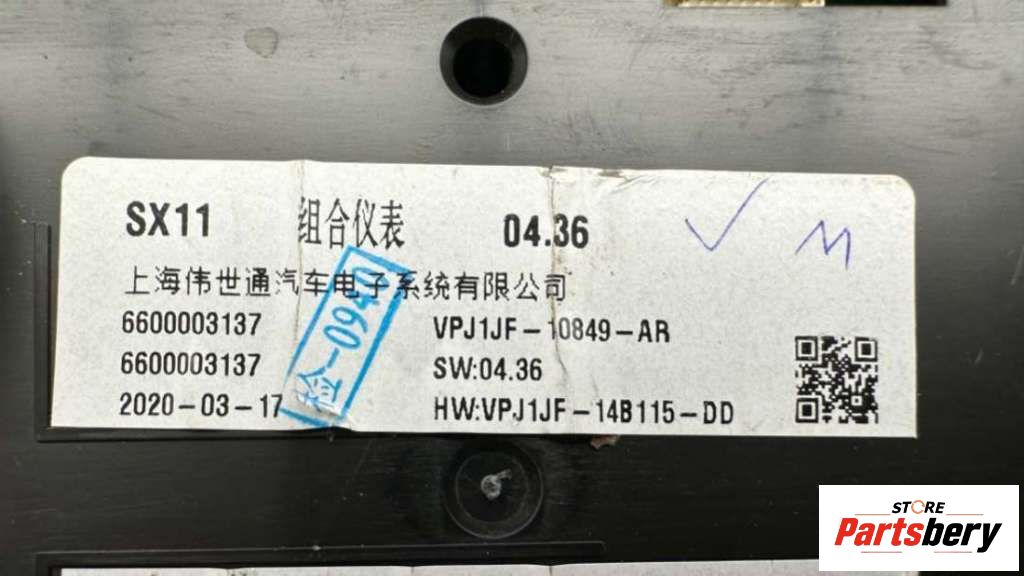 SX11 组合仪表 04.36
上海伟世通汽车电子系统有限公司
6600003137 VPJ1JF-10849-AR
6600003137 SW:04.36
2020-03-17 HW:VPJ1JF-14B115-DD
检-0940
M
STORE
Partsbery